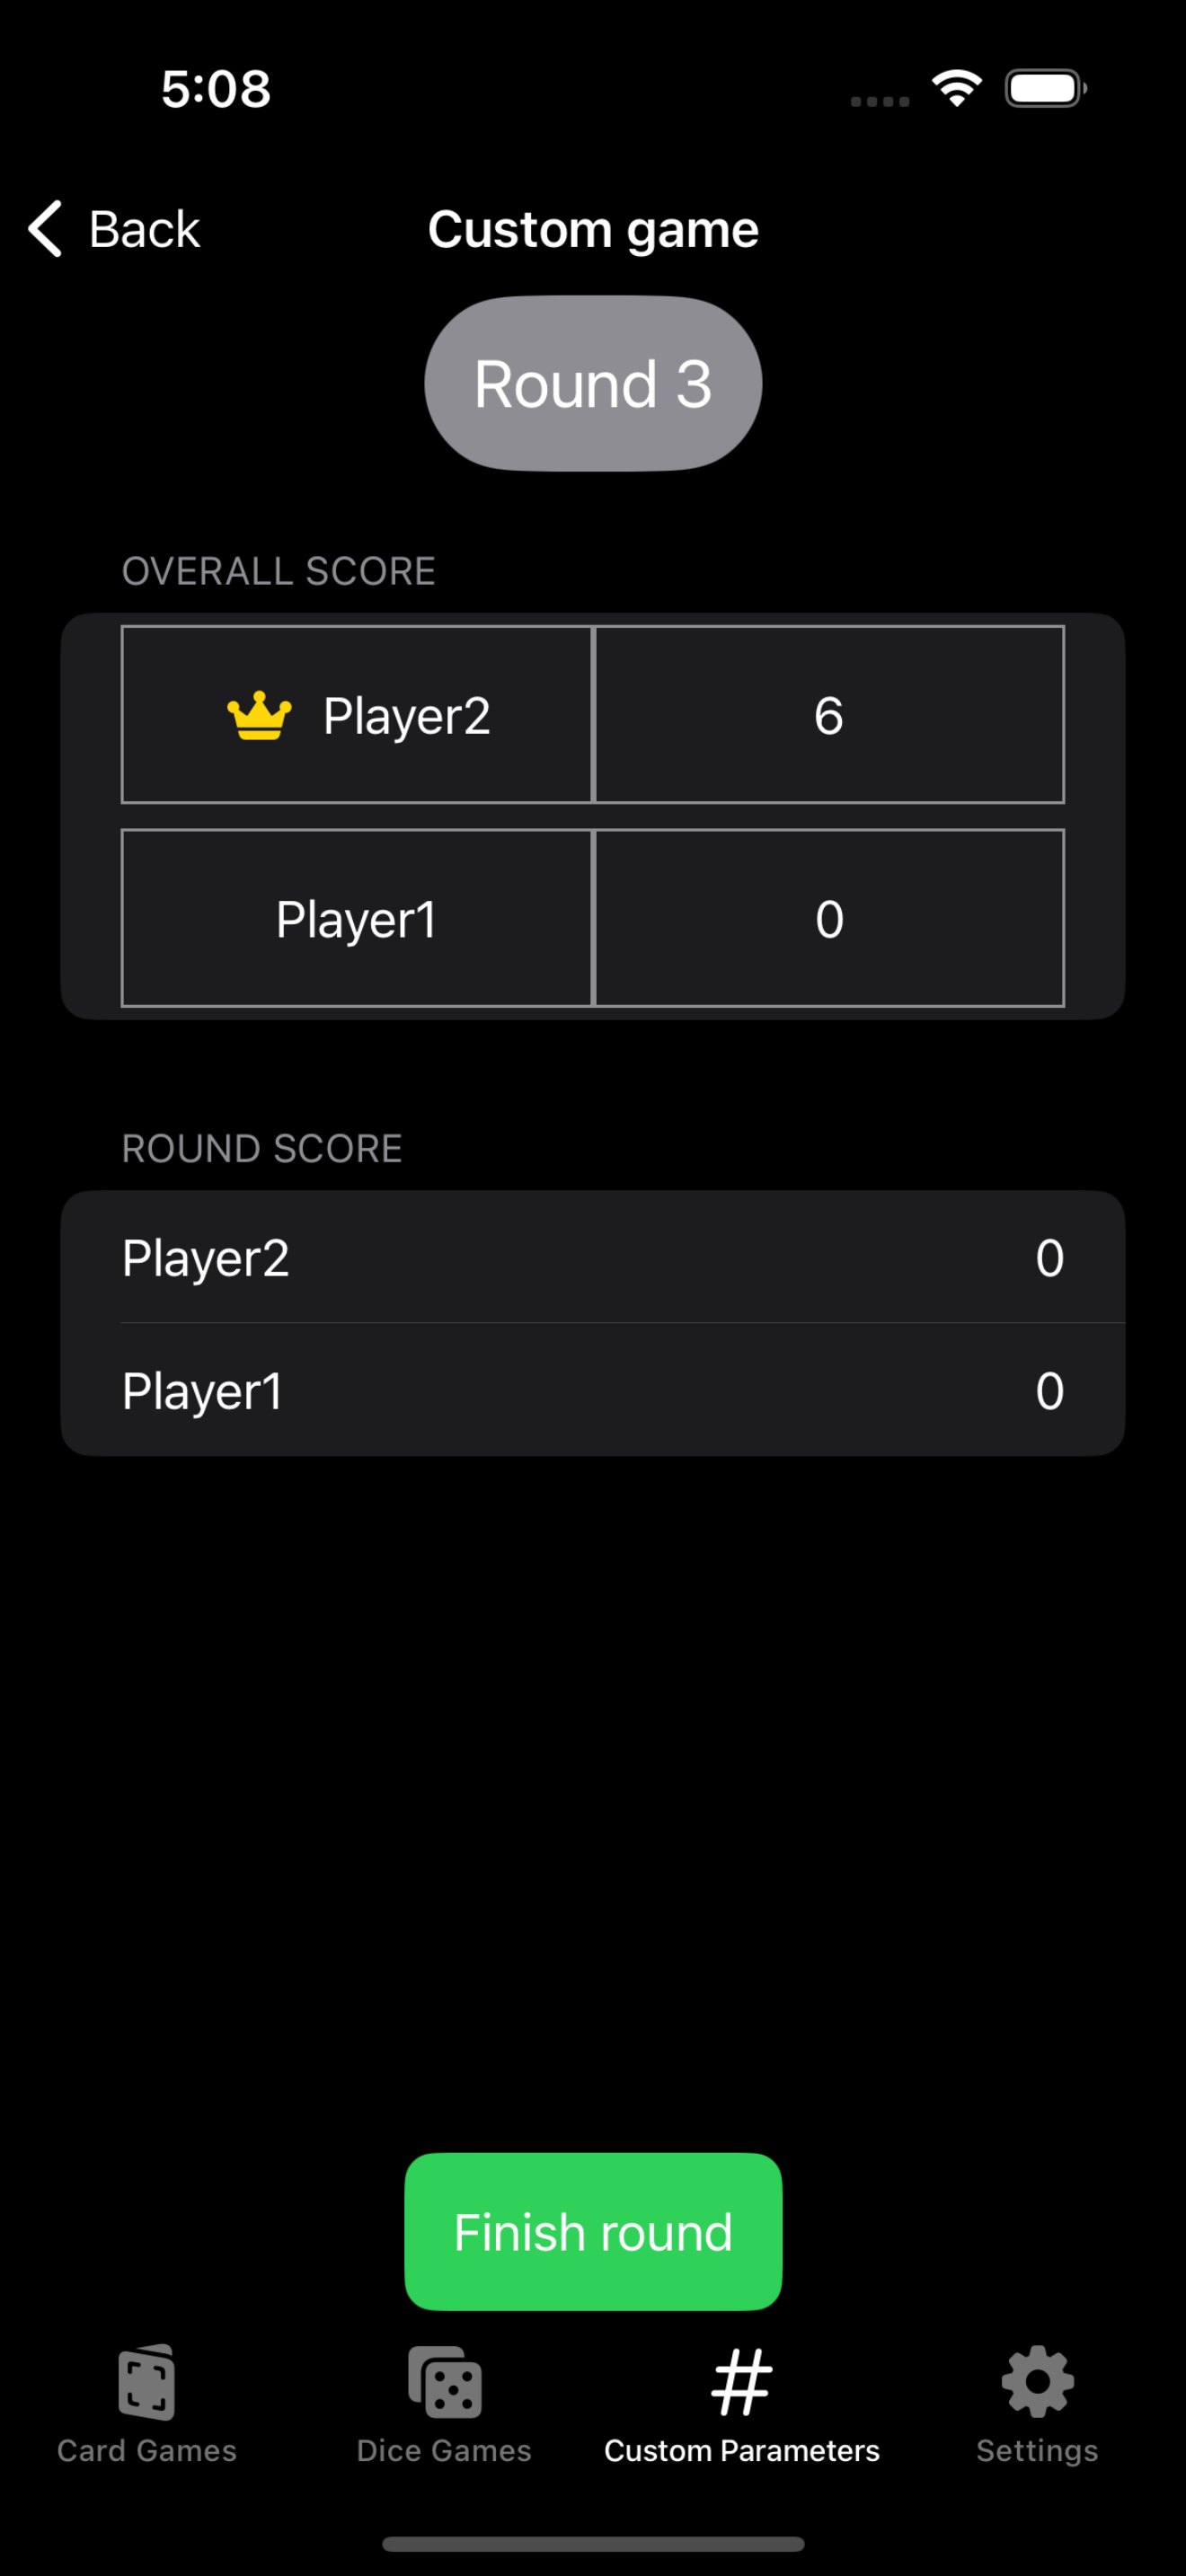 5:08
Back
Custom game
Round 3
OVERALL SCORE
Player2 6
Player1 0
ROUND SCORE
Player2 0
Player1 0
Finish round
Card Games Dice Games Custom Parameters Settings